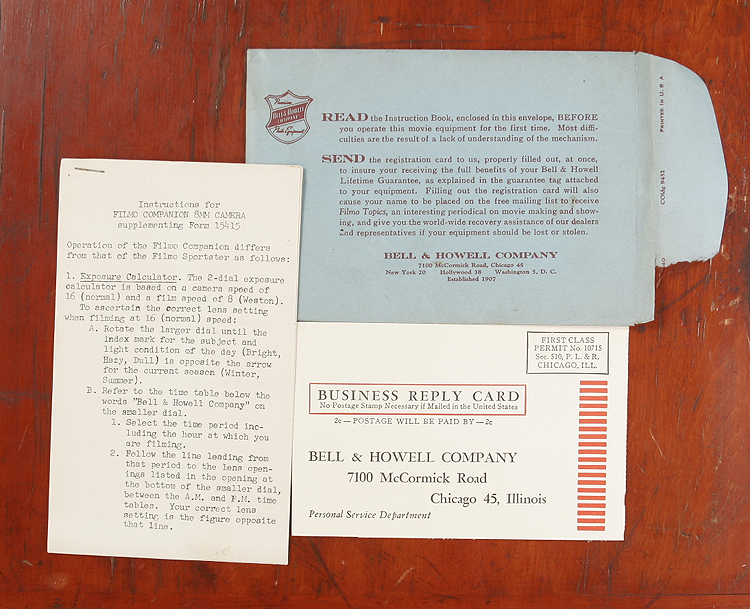 Instructions for
FILMO COMPANION 8MM CAMERA
supplementing Form 15415
Operation of the Filmo Companion differs
from that of the Filmo Sportster as follows:
1. Exposure Calculator. The 2-dial exposure
calculator is based on a camera speed of
16 (normal) and a film speed of 8 (Weston).
To ascertain the correct lens setting
when filming at 16 (normal) speed:
A. Rotate the larger dial until the
index mark for the subject and
light condition of the day (Bright,
Hazy, Dull) is opposite the arrow
for the current season (Winter,
Summer).
B. Refer to the time table below the
words "Bell & Howell Company" on
the smaller dial.
1. Select the time period inc-
luding the hour at which you
are filming.
2. Follow the line leading from
that period to the lens open-
ings listed in the opening at
the bottom of the smaller dial,
between the A.M. and P.M. time
tables. Your correct lens
setting is the figure opposite
that line.
Precision
BELL & HOWELL
COMPANY
Photo Equipment
READ the Instruction Book, enclosed in this envelope, BEFORE
you operate this movie equipment for the first time. Most diffi-
culties are the result of a lack of understanding of the mechanism.
SEND the registration card to us, properly filled out, at once,
to insure your receiving the full benefits of your Bell & Howell
Lifetime Guarantee, as explained in the guarantee tag attached
to your equipment. Filling out the registration card will also
cause your name to be placed on the free mailing list to receive
Filmo Topics, an interesting periodical on movie making and show-
ing, and give you the world-wide recovery assistance of our dealers
and representatives if your equipment should be lost or stolen.
BELL & HOWELL COMPANY
7100 McCormick Road, Chicago 45
New York 20 Hollywood 38 Washington 5, D. C.
Established 1907
PRINTED IN U S A
COMg 9432
FIRST CLASS
PERMIT No. 10715
Sec. 510, P. L. & R.
CHICAGO, ILL.
BUSINESS REPLY CARD
No Postage Stamp Necessary if Mailed in the United States
2c—POSTAGE WILL BE PAID BY—2c
BELL & HOWELL COMPANY
7100 McCormick Road
Chicago 45, Illinois
Personal Service Department